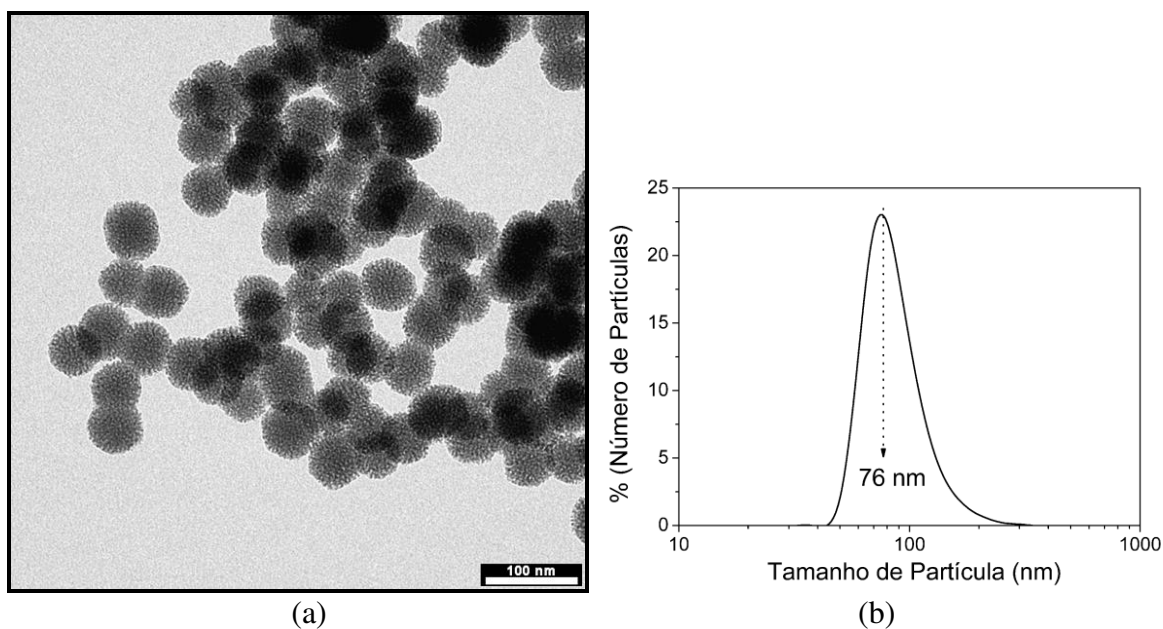 100 nm
(a)
% (Número de Partículas)
25
20
15
10
5
0
76 nm
10
100
1000
Tamanho de Partícula (nm)
(b)